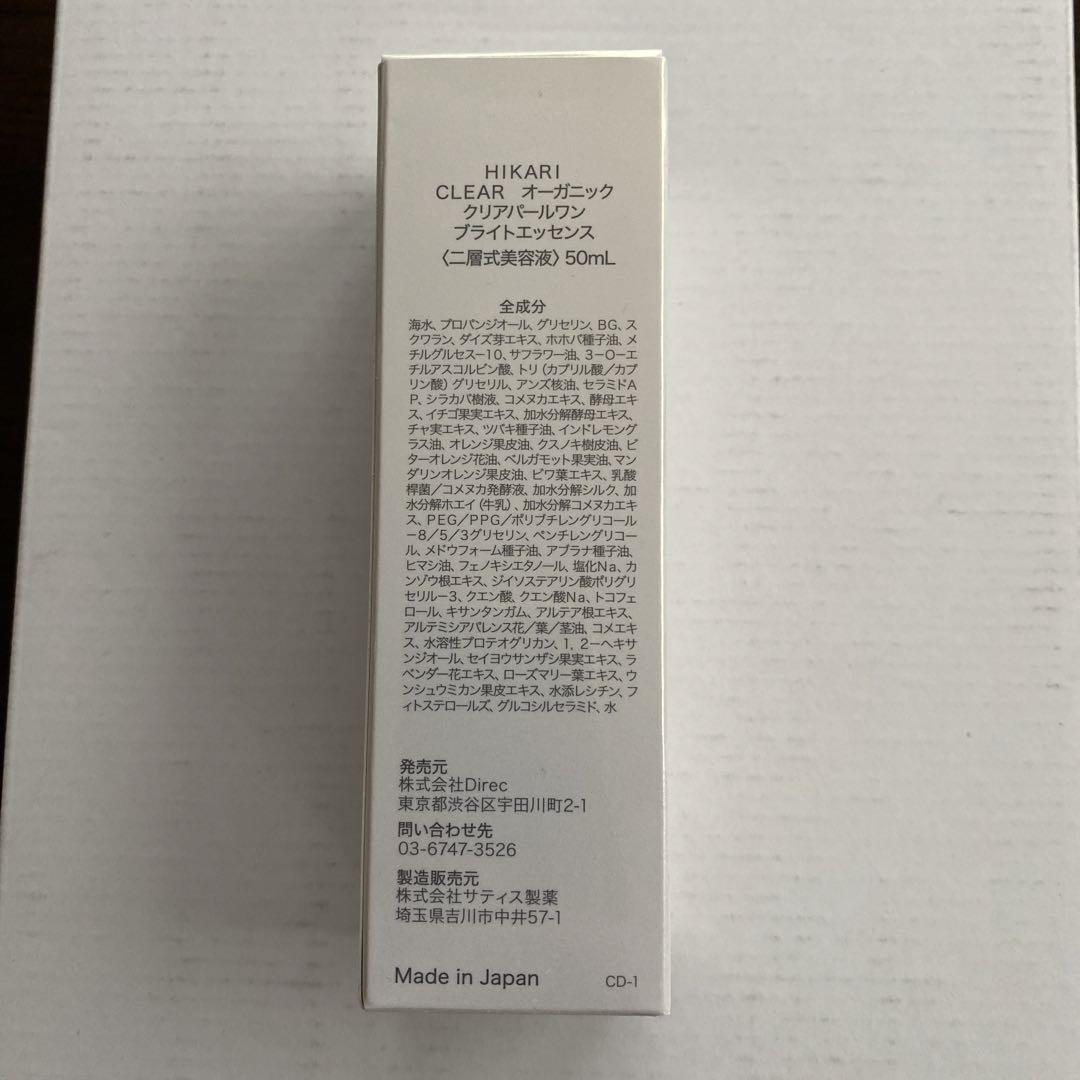 HIKARI
CLEAR オーガニック
クリアパールワン
ブライトエッセンス
〈二層式美容液〉50mL
全成分
海水、プロパンジオール、グリセリン、BG、ス
クワラン、ダイズ芽エキス、ホホバ種子油、メ
チルグルセス−10、サフラワー油、3−O−エ
チルアスコルビン酸、トリ(カプリル酸/カプ
リン酸)グリセリル、アンズ核油、セラミドA
P、シラカバ樹液、コメヌカエキス、酵母エキ
ス、イチゴ果実エキス、加水分解酵母エキス、
チャ実エキス、ツバキ種子油、インドレモング
ラス油、オレンジ果皮油、クスノキ樹皮油、ビ
ターオレンジ花油、ベルガモット果実油、マン
ダリンオレンジ果皮油、ビワ葉エキス、乳酸
桿菌/コメヌカ発酵液、加水分解シルク、加
水分解ホエイ(牛乳)、加水分解コメヌカエキ
ス、PEG/PPG/ポリブチレングリコール
−8/5/3グリセリン、ペンチレングリコー
ル、メドウフォーム種子油、アブラナ種子油、
ヒマシ油、フェノキシエタノール、塩化Na、カ
ンゾウ根エキス、ジイソステアリン酸ポリグリ
セリル−3、クエン酸、クエン酸Na、トコフェ
ロール、キサンタンガム、アルテア根エキス、
アルテミシアパレンス花/葉/茎油、コメエキ
ス、水溶性プロテオグリカン、1,2−ヘキサ
ンジオール、セイヨウサンザシ果実エキス、ラ
ベンダー花エキス、ローズマリー葉エキス、ウ
ンシュウミカン果皮エキス、水添レシチン、フ
ィトステロールズ、グルコシルセラミド、水
発売元
株式会社Direc
東京都渋谷区宇田川町2-1
問い合わせ先
03-6747-3526
製造販売元
株式会社サティス製薬
埼玉県吉川市中井57-1
Made in Japan
CD-1